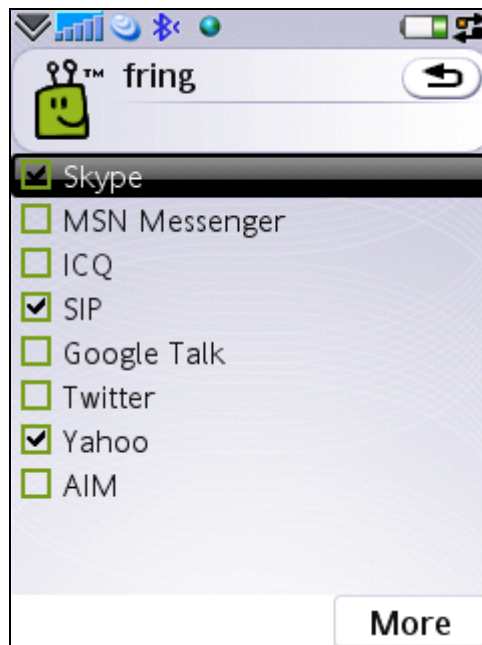 ™ fring
Skype
MSN Messenger
ICQ
SIP
Google Talk
Twitter
Yahoo
AIM
More